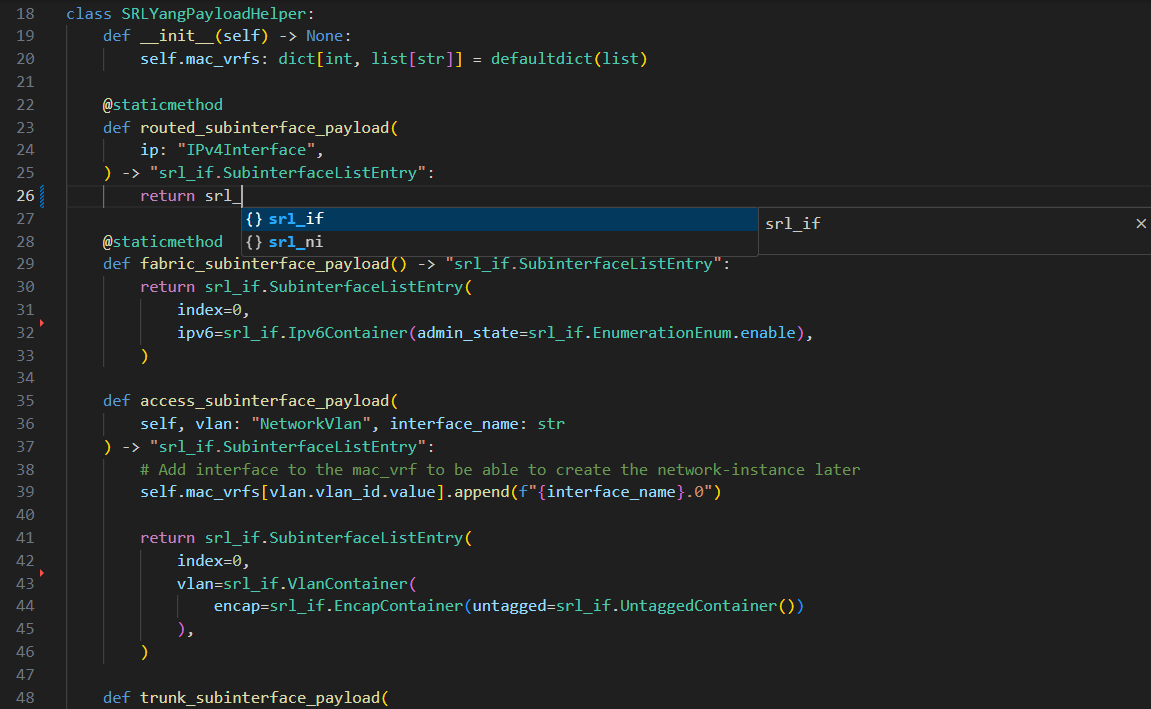 18 class SRLYangPayloadHelper:
19     def __init__(self) -> None:
20         self.mac_vrfs: dict[int, list[str]] = defaultdict(list)
21
22     @staticmethod
23     def routed_subinterface_payload(
24         ip: "IPv4Interface",
25     ) -> "srl_if.SubinterfaceListEntry":
26         return srl_
27 {} srl_if srl_if ×
28     @staticmethod {} srl_ni
29     def fabric_subinterface_payload() -> "srl_if.SubinterfaceListEntry":
30         return srl_if.SubinterfaceListEntry(
31             index=0,
32             ipv6=srl_if.Ipv6Container(admin_state=srl_if.EnumerationEnum.enable),
33         )
34
35     def access_subinterface_payload(
36         self, vlan: "NetworkVlan", interface_name: str
37     ) -> "srl_if.SubinterfaceListEntry":
38         # Add interface to the mac_vrf to be able to create the network-instance later
39         self.mac_vrfs[vlan.vlan_id.value].append(f"{interface_name}.0")
40
41         return srl_if.SubinterfaceListEntry(
42             index=0,
43             vlan=srl_if.VlanContainer(
44                 encap=srl_if.EncapContainer(untagged=srl_if.UntaggedContainer())
45             ),
46         )
47
48     def trunk_subinterface_payload(